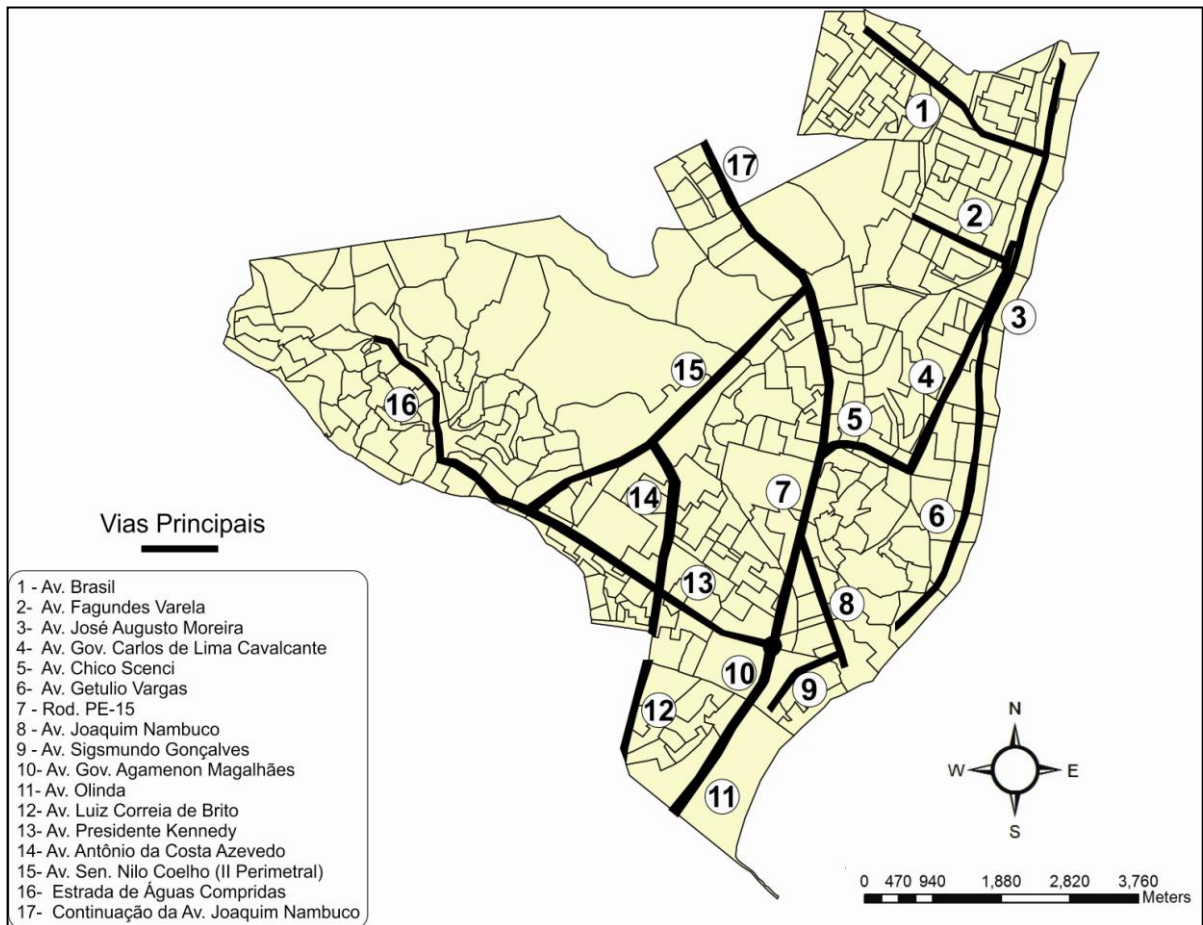 1
17
2
3
15
4
16
5
7
14
6
13
8
10
9
12
11
Vias Principais
1 - Av. Brasil
2- Av. Fagundes Varela
3- Av. José Augusto Moreira
4- Av. Gov. Carlos de Lima Cavalcante
5- Av. Chico Scenci
6- Av. Getulio Vargas
7 - Rod. PE-15
8 - Av. Joaquim Nambuco
9 - Av. Sigsmundo Gonçalves
10- Av. Gov. Agamenon Magalhães
11- Av. Olinda
12- Av. Luiz Correia de Brito
13- Av. Presidente Kennedy
14- Av. Antônio da Costa Azevedo
15- Av. Sen. Nilo Coelho (II Perimetral)
16- Estrada de Águas Compridas
17- Continuação da Av. Joaquim Nambuco
N
W E
S
0 470 940 1,880 2,820 3,760
Meters